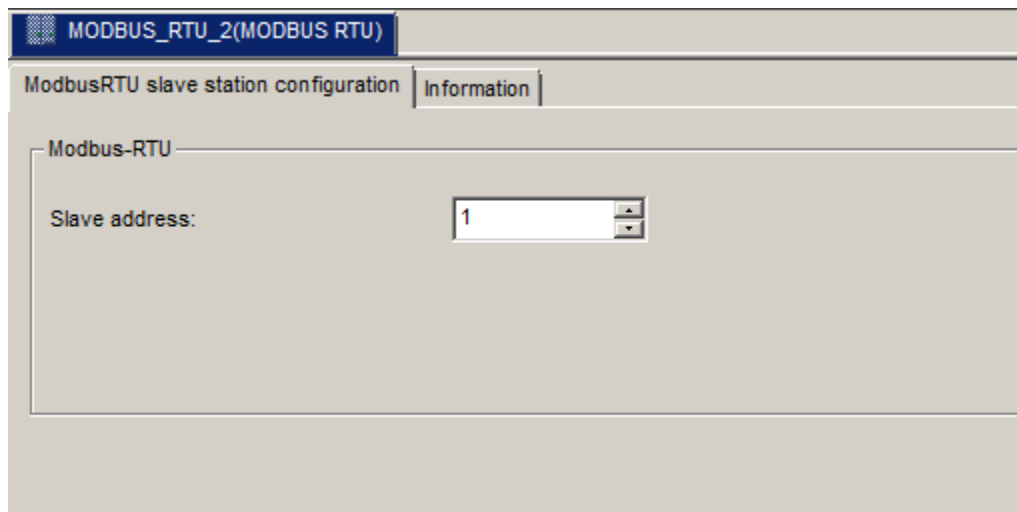 MODBUS_RTU_2(MODBUS RTU)
ModbusRTU slave station configuration
Information
Modbus-RTU
Slave address:
1